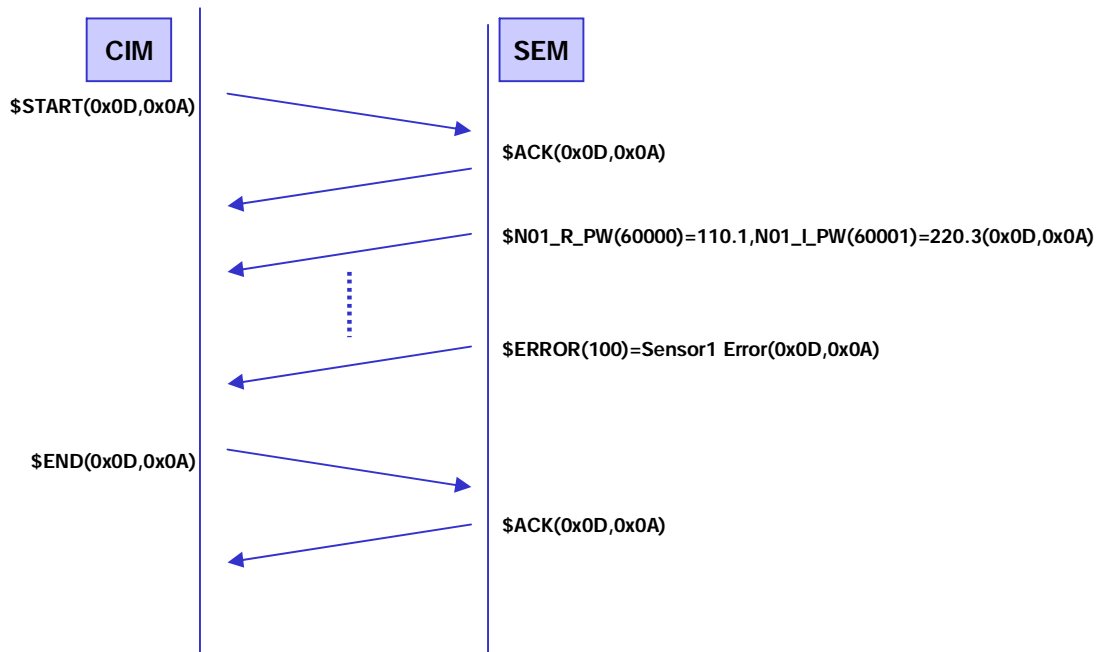 CIM
SEM
$START(0x0D,0x0A)
$ACK(0x0D,0x0A)
$N01_R_PW(60000)=110.1,N01_I_PW(60001)=220.3(0x0D,0x0A)
$ERROR(100)=Sensor1 Error(0x0D,0x0A)
$END(0x0D,0x0A)
$ACK(0x0D,0x0A)